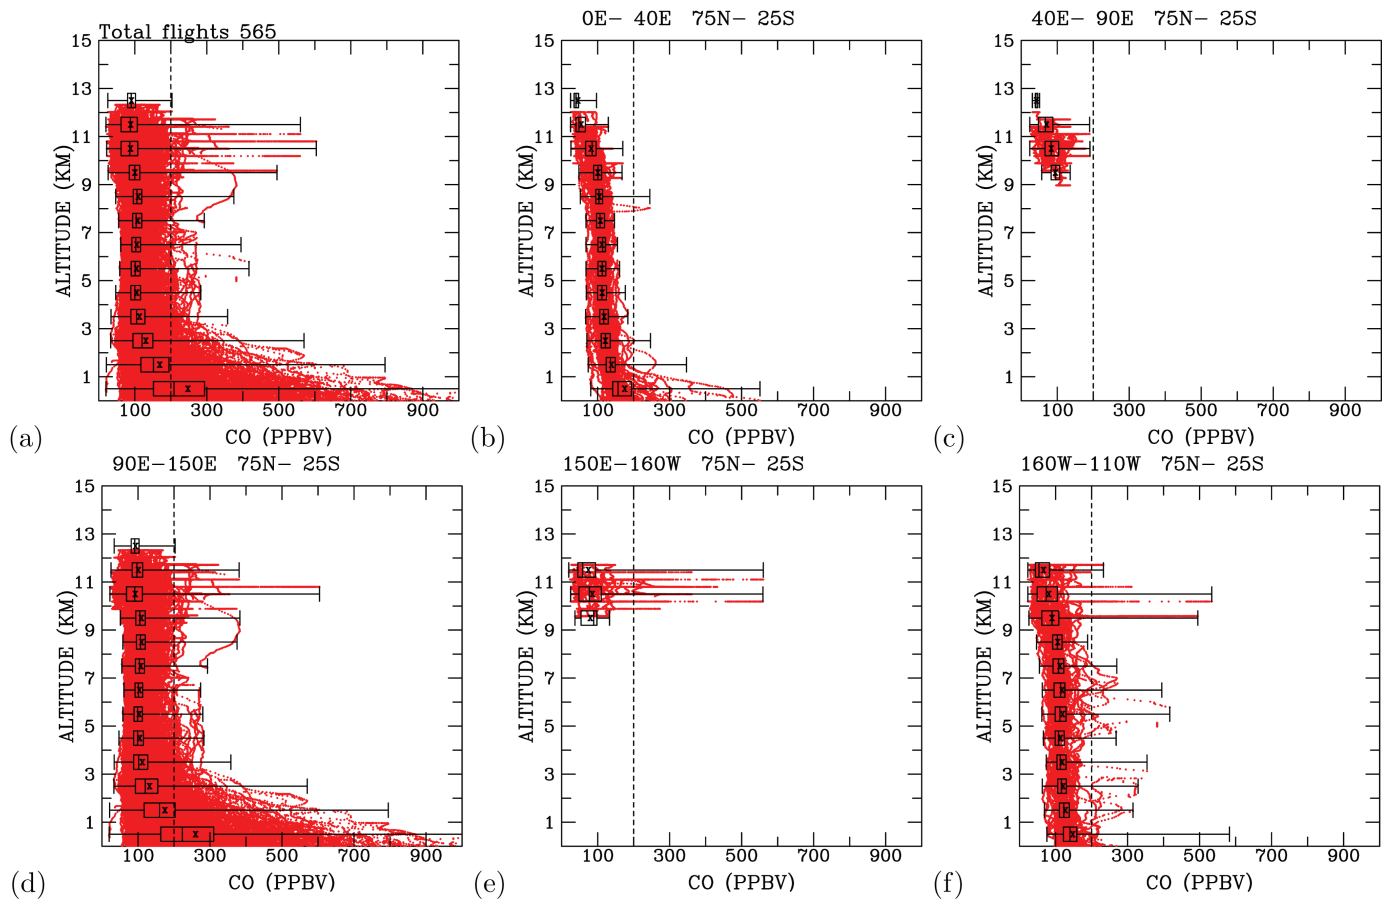 Total flights 565
15
13
11
9
7
5
3
1
ALTITUDE (KM)
100 300 500 700 900
CO (PPBV)
(a)
0E- 40E 75N- 25S
15
13
11
9
7
5
3
1
ALTITUDE (KM)
100 300 500 700 900
CO (PPBV)
(b)
40E- 90E 75N- 25S
15
13
11
9
7
5
3
1
ALTITUDE (KM)
100 300 500 700 900
CO (PPBV)
(c)
90E-150E 75N- 25S
15
13
11
9
7
5
3
1
ALTITUDE (KM)
100 300 500 700 900
CO (PPBV)
(d)
150E-160W 75N- 25S
15
13
11
9
7
5
3
1
ALTITUDE (KM)
100 300 500 700 900
CO (PPBV)
(e)
160W-110W 75N- 25S
15
13
11
9
7
5
3
1
ALTITUDE (KM)
100 300 500 700 900
CO (PPBV)
(f)